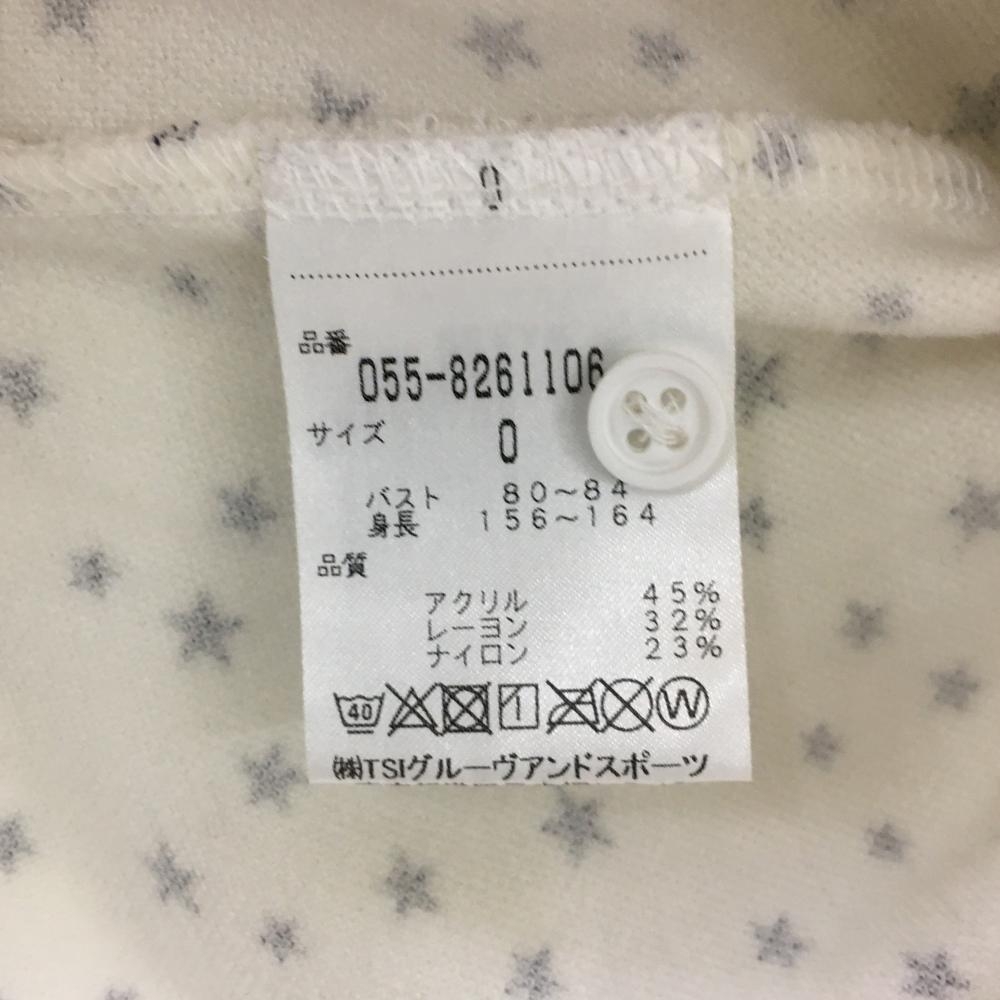 0
品番
055-8261106
サイズ 0
バスト 80～84
身長 156～164
品質
アクリル 45%
レーヨン 32%
ナイロン 23%
40 W
㈱TSIグルーヴアンドスポーツ